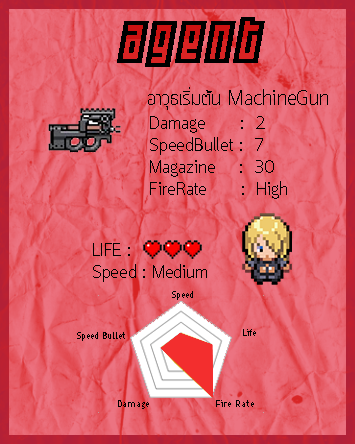 agent
อาวุธเริ่มต้น MachineGun
Damage : 2
SpeedBullet : 7
Magazine : 30
FireRate : High
LIFE :
Speed : Medium
Speed
Speed Bullet
Life
Damage
Fire Rate